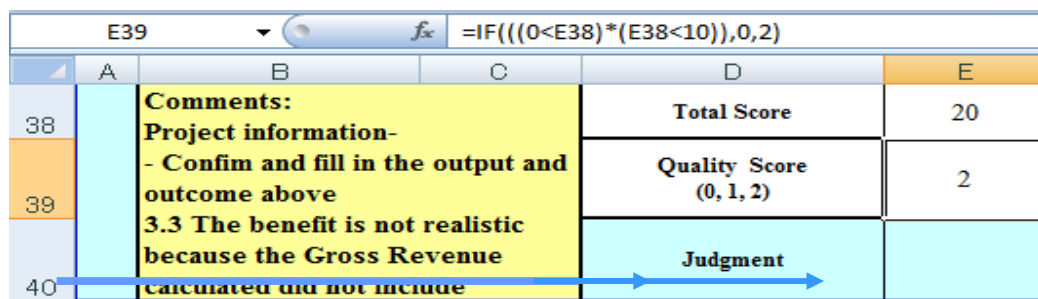 E39 fx =IF(((0<E38)*(E38<10)),0,2)
A B C D E
38 Comments: Total Score 20
Project information-
39 - Confim and fill in the output and Quality Score 2
outcome above (0, 1, 2)
3.3 The benefit is not realistic
40 because the Gross Revenue Judgment
calculated did not include